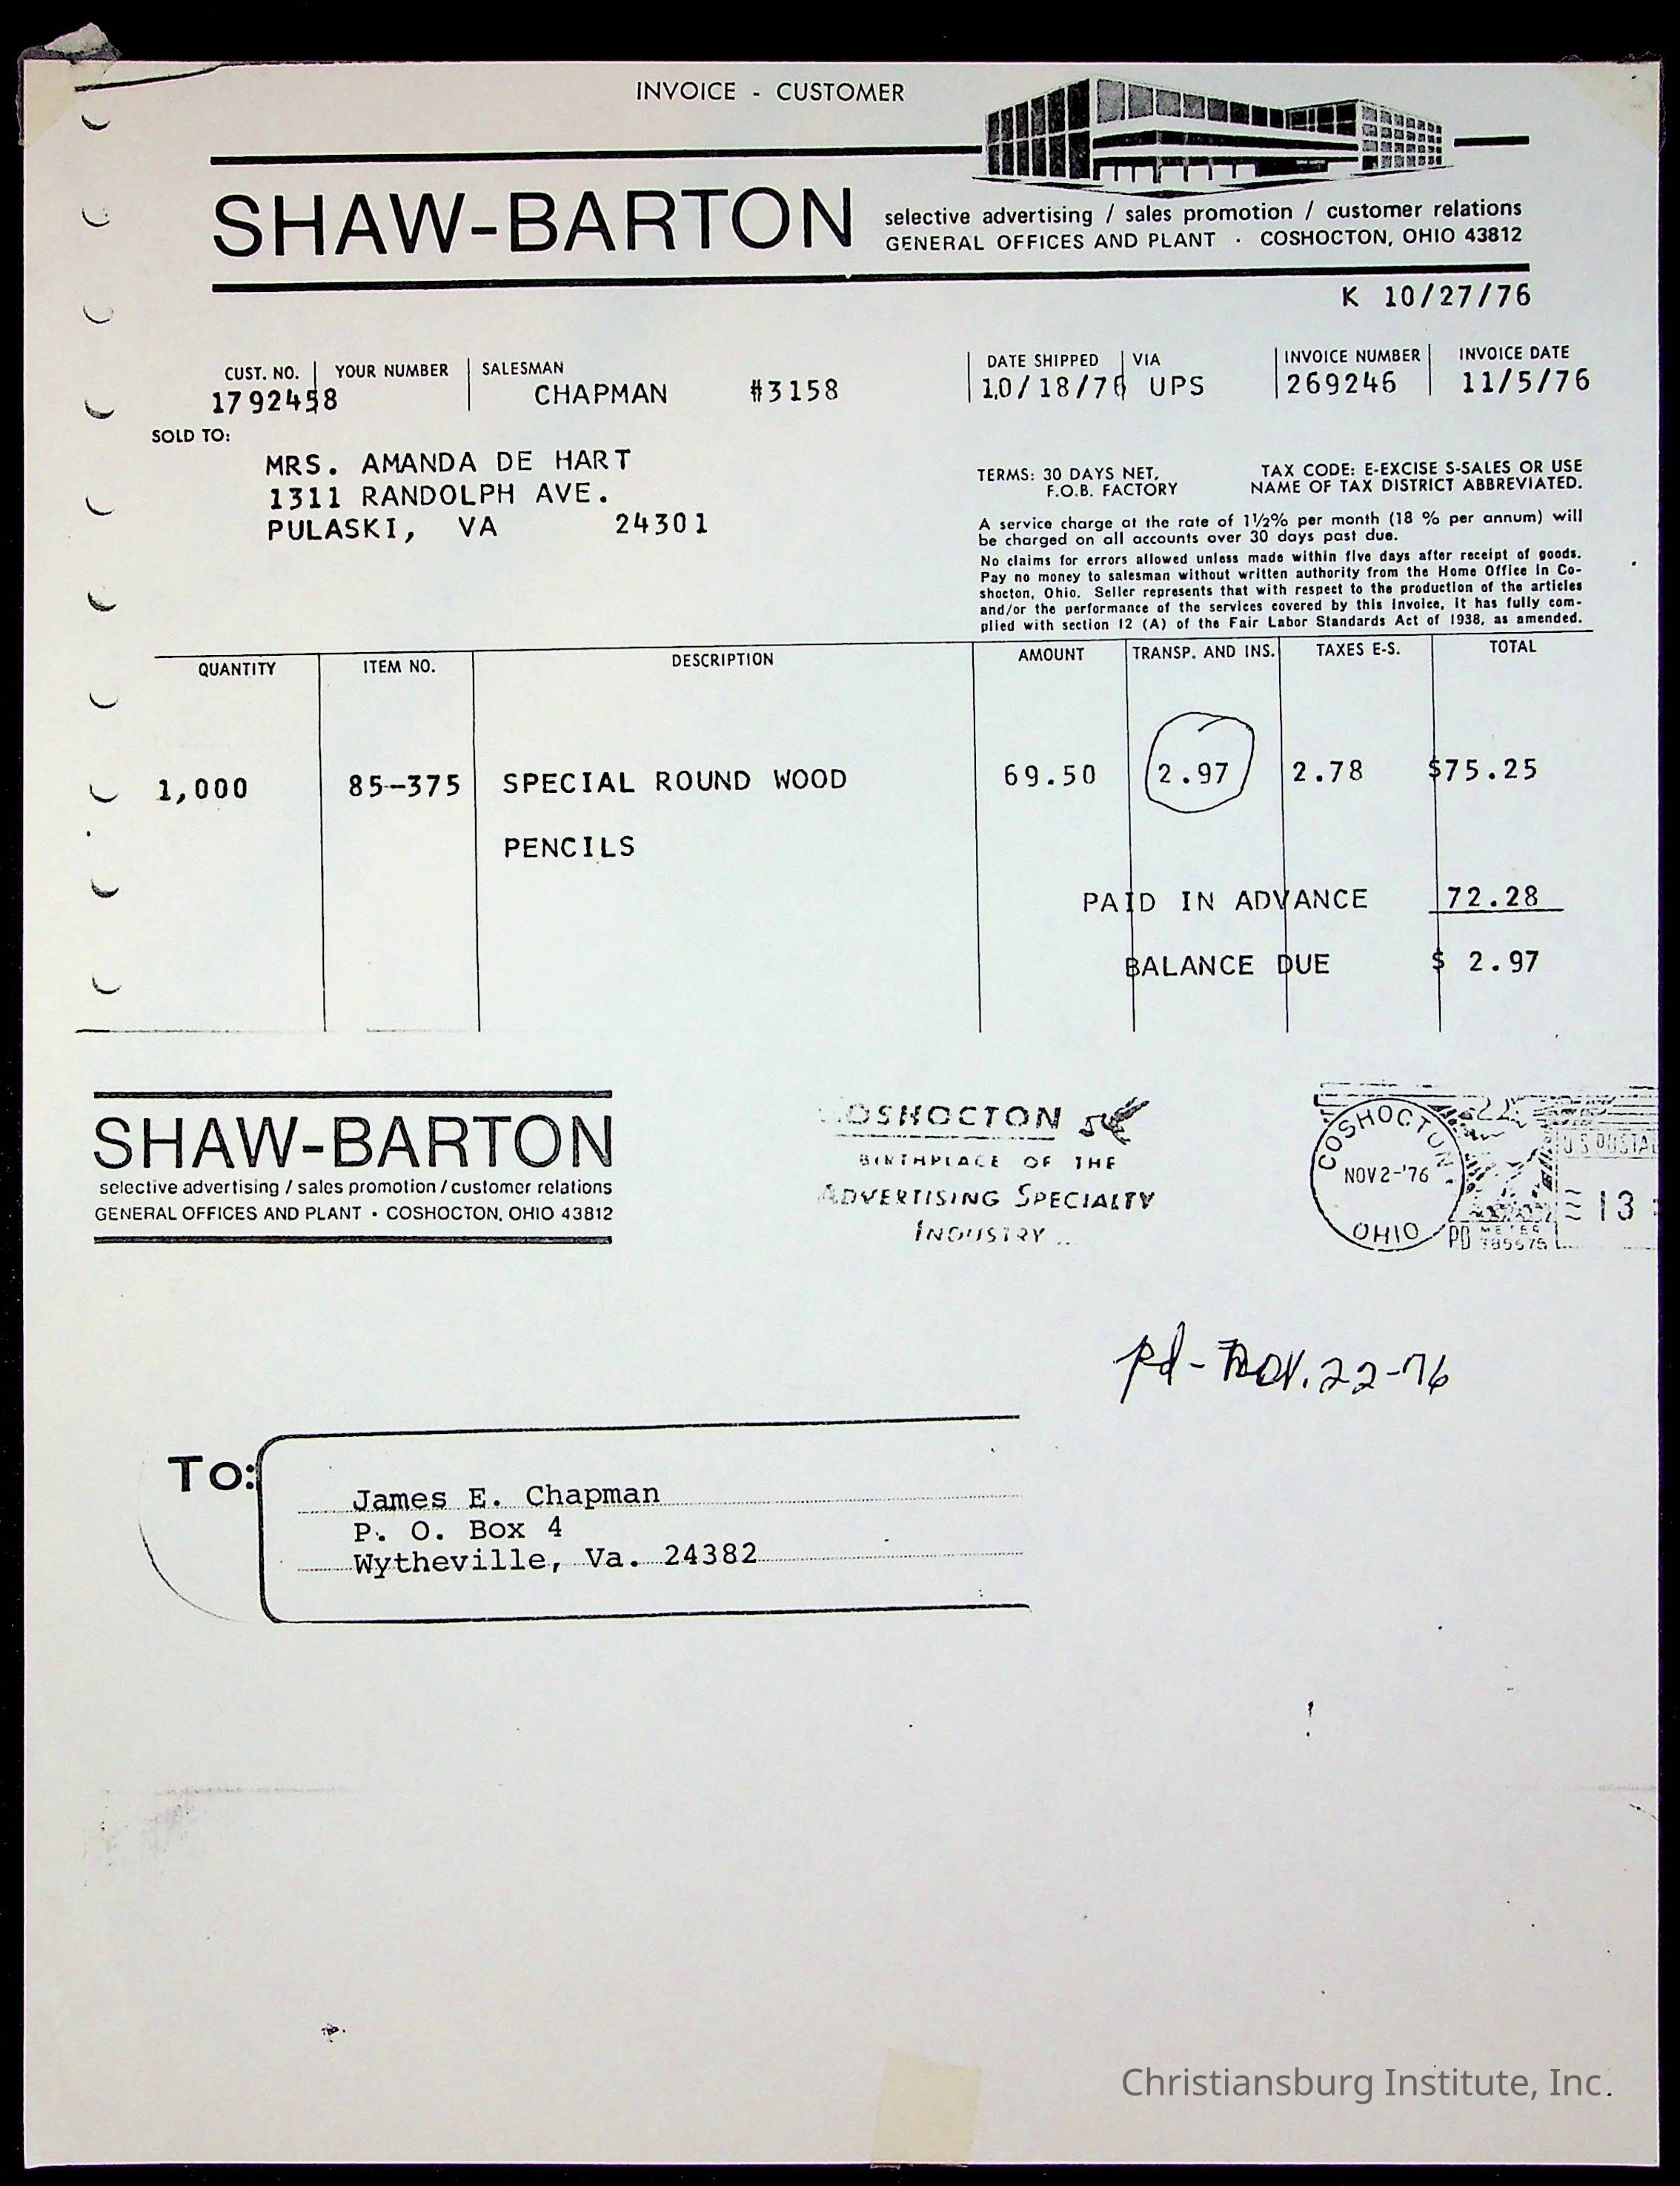 INVOICE - CUSTOMER
SHAW-BARTON
selective advertising / sales promotion / customer relations
GENERAL OFFICES AND PLANT · COSHOCTON, OHIO 43812
K 10/27/76
CUST. NO. YOUR NUMBER SALESMAN DATE SHIPPED VIA INVOICE NUMBER INVOICE DATE
1792458 CHAPMAN #3158 10/18/76 UPS 269246 11/5/76
SOLD TO:
MRS. AMANDA DE HART
1311 RANDOLPH AVE.
PULASKI, VA 24301
TERMS: 30 DAYS NET,
F.O.B. FACTORY
TAX CODE: E-EXCISE S-SALES OR USE
NAME OF TAX DISTRICT ABBREVIATED.
A service charge at the rate of 1½% per month (18 % per annum) will
be charged on all accounts over 30 days past due.
No claims for errors allowed unless made within five days after receipt of goods.
Pay no money to salesman without written authority from the Home Office in Co-
shocton, Ohio. Seller represents that with respect to the production of the articles
and/or the performance of the services covered by this invoice, it has fully com-
plied with section 12 (A) of the Fair Labor Standards Act of 1938, as amended.
QUANTITY ITEM NO. DESCRIPTION AMOUNT TRANSP. AND INS. TAXES E-S. TOTAL
1,000 85-375 SPECIAL ROUND WOOD 69.50 2.97 2.78 $75.25
PENCILS
PAID IN ADVANCE 72.28
BALANCE DUE $ 2.97
SHAW-BARTON
selective advertising / sales promotion / customer relations
GENERAL OFFICES AND PLANT • COSHOCTON, OHIO 43812
COSHOCTON
BIRTHPLACE OF THE
ADVERTISING SPECIALTY
INDUSTRY ...
COSHOCTON
NOV 2-'76
OHIO
U.S. POSTAGE
13
PB METER
pd - Nov. 22-76
To:
James E. Chapman
P. O. Box 4
Wytheville, Va. 24382
Christiansburg Institute, Inc.